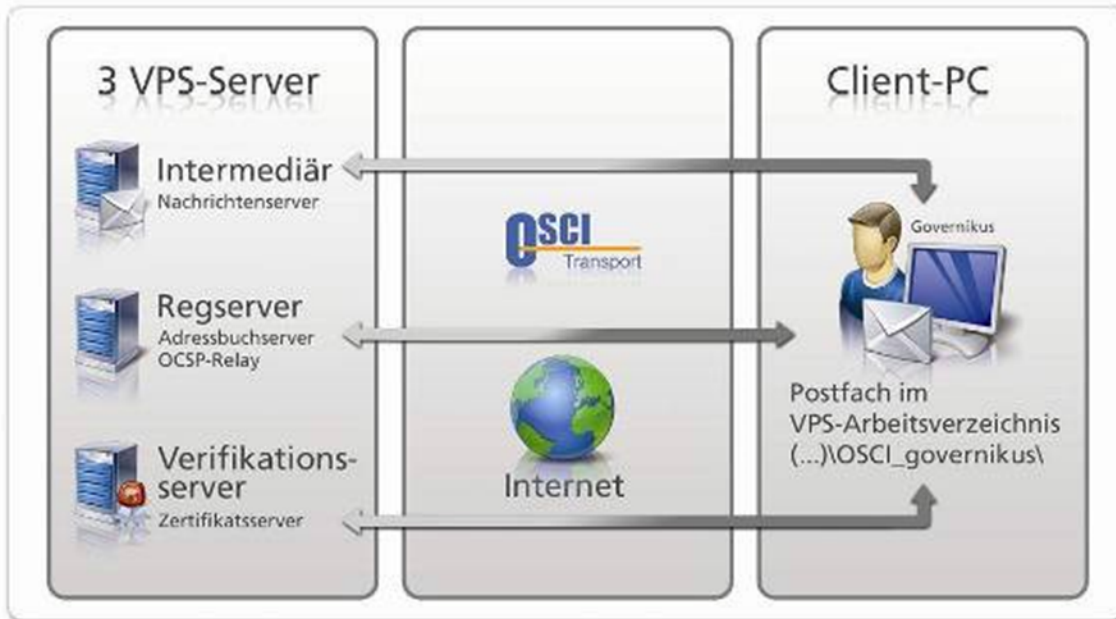 3 VPS-Server
Intermediär
Nachrichtenserver
Regserver
Adressbuchserver
OCSP-Relay
Verifikations-
server
Zertifikatsserver
OSCI
Transport
Internet
Client-PC
Governikus
Postfach im
VPS-Arbeitsverzeichnis
(...)\OSCI_governikus\